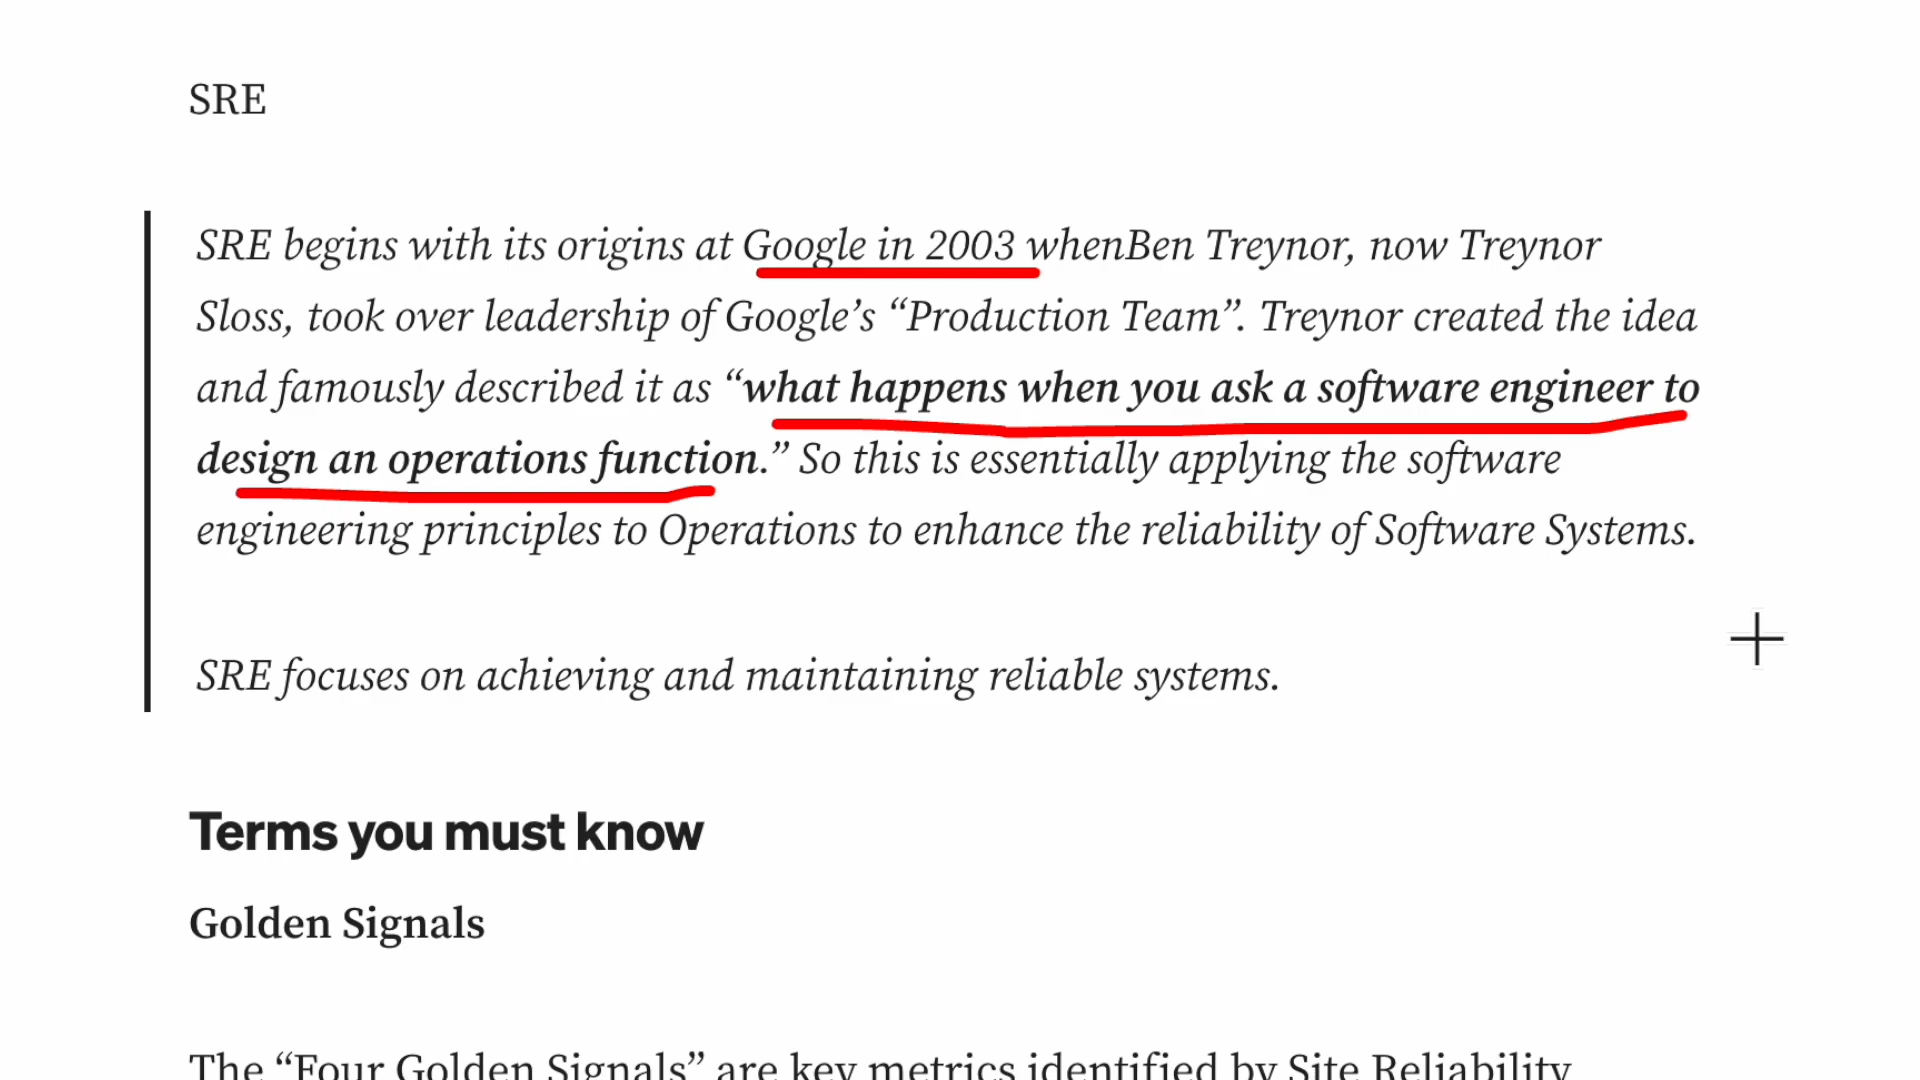 SRE
SRE begins with its origins at Google in 2003 whenBen Treynor, now Treynor
Sloss, took over leadership of Google’s “Production Team”. Treynor created the idea
and famously described it as “what happens when you ask a software engineer to
design an operations function.” So this is essentially applying the software
engineering principles to Operations to enhance the reliability of Software Systems.
SRE focuses on achieving and maintaining reliable systems.
Terms you must know
Golden Signals
The “Four Golden Signals” are key metrics identified by Site Reliability